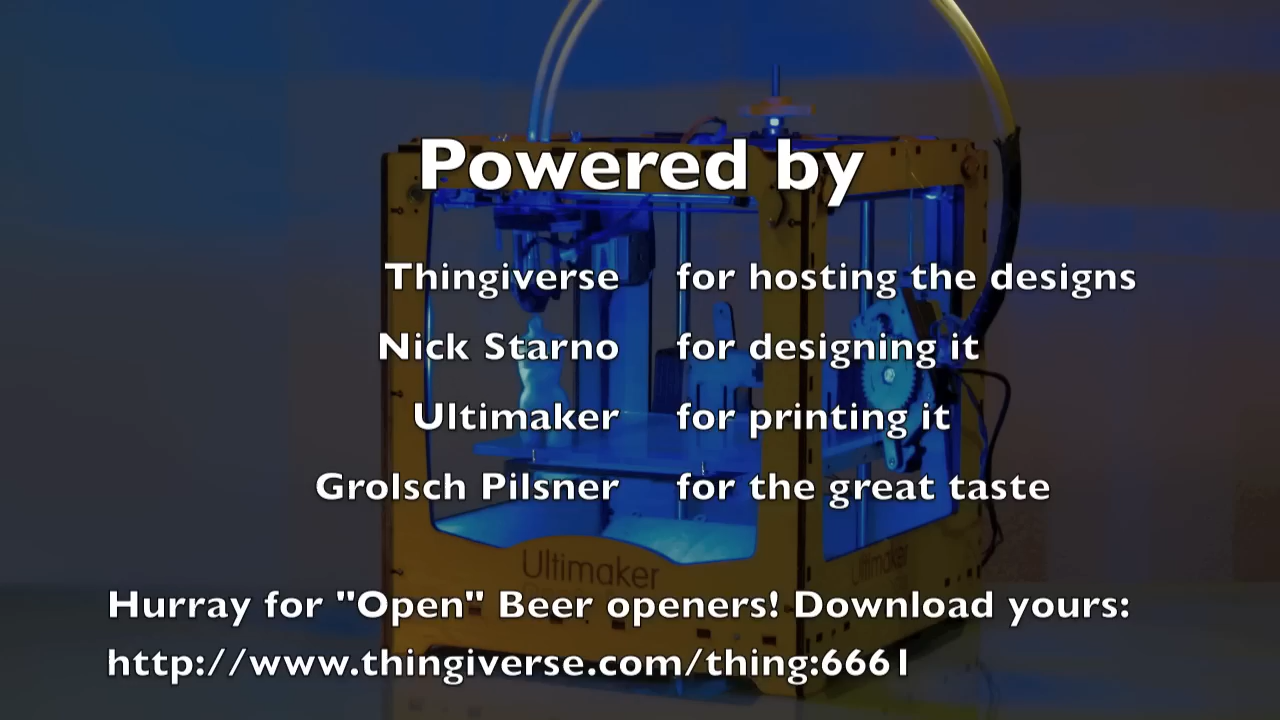 Powered by
Thingiverse for hosting the designs
Nick Starno for designing it
Ultimaker for printing it
Grolsch Pilsner for the great taste
Ultimaker
Ultimaker
Hurray for "Open" Beer openers! Download yours:
http://www.thingiverse.com/thing:6661